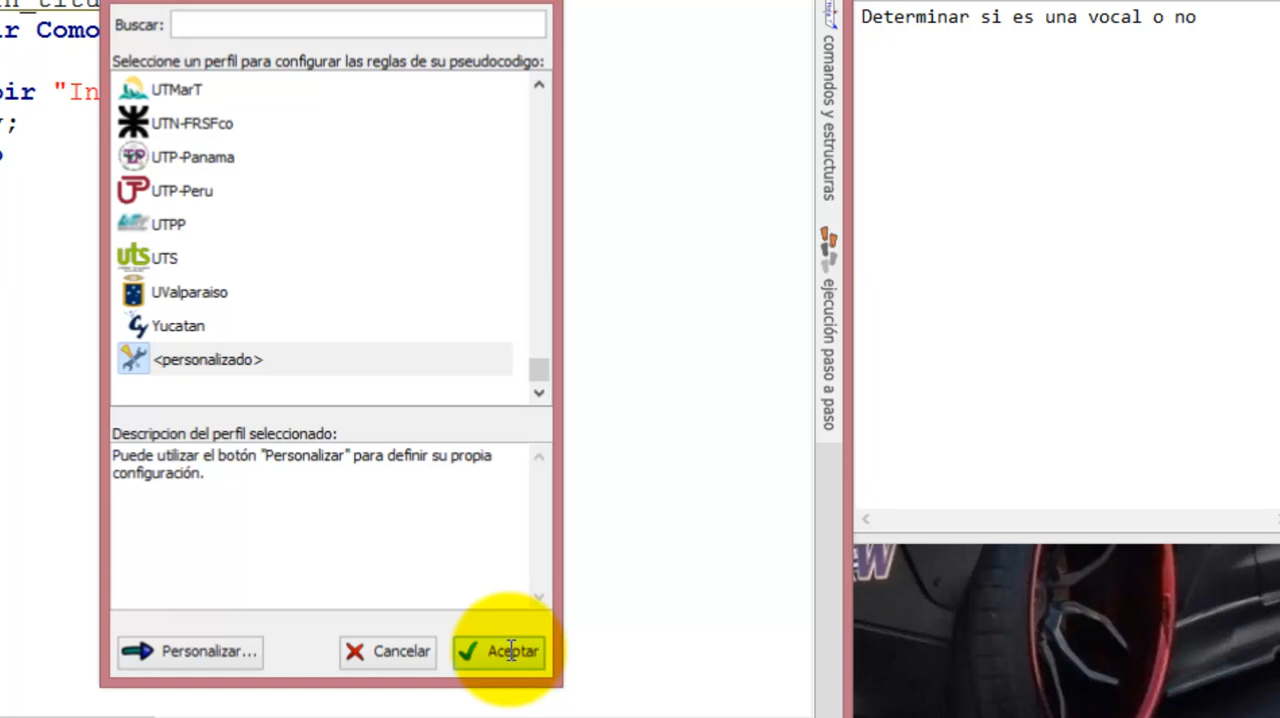 Buscar:
Seleccione un perfil para configurar las reglas de su pseudocodigo:
UTMarT
UTN-FRSFco
UTP-Panama
UTP-Peru
UTPP
uts UTS
UValparaiso
Yucatan
<personalizado>
Descripcion del perfil seleccionado:
Puede utilizar el botón "Personalizar" para definir su propia
configuración.
Personalizar...
Cancelar
Aceptar
r Como
"In
comandos y estructuras
ejecución paso a paso
Determinar si es una vocal o no